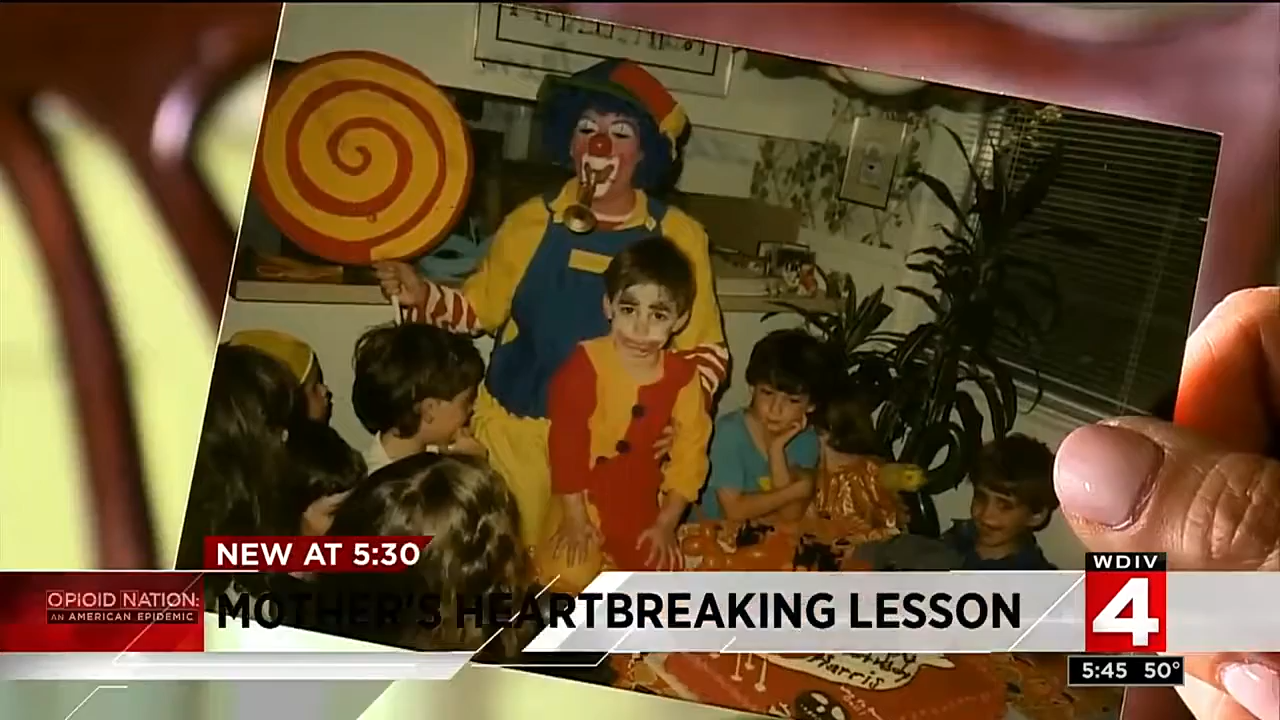 NEW AT 5:30
OPIOID NATION:
AN AMERICAN EPIDEMIC
MOTHER'S HEARTBREAKING LESSON
WDIV
4
5:45 50°
Harris